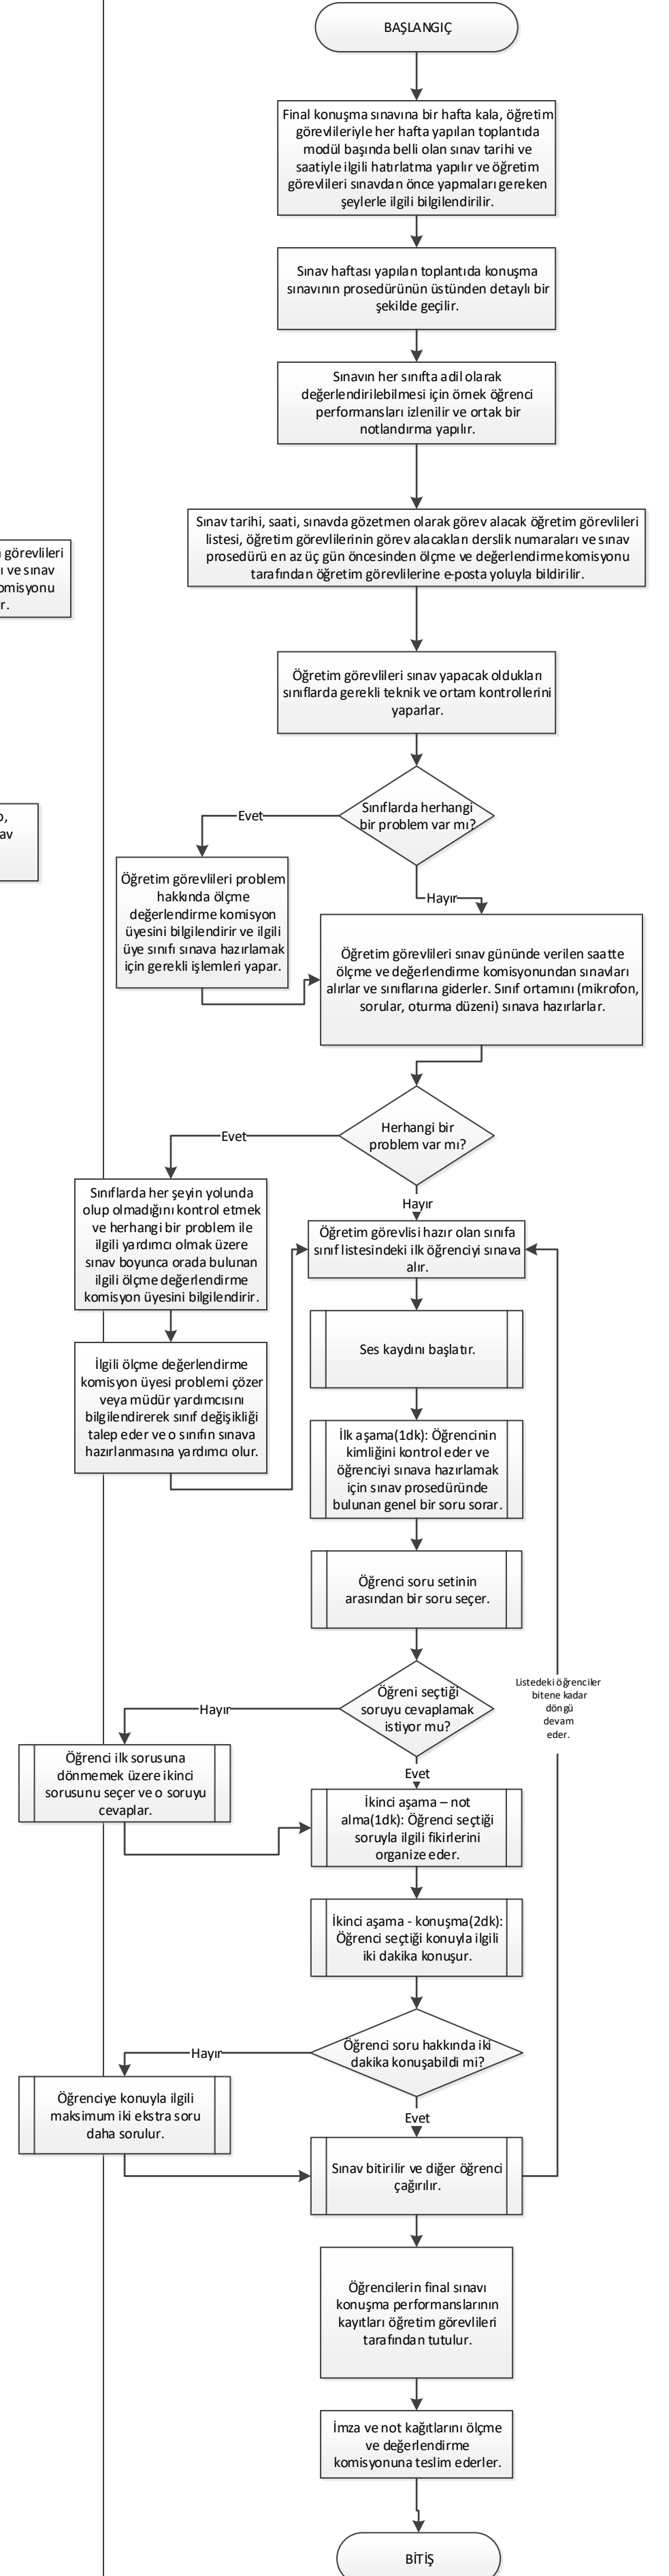 BAŞLANGIÇ
Final konuşma sınavına bir hafta kala, öğretim
görevlileriyle her hafta yapılan toplantıda
modül başında belli olan sınav tarihi ve
saatiyle ilgili hatırlatma yapılır ve öğretim
görevlileri sınavdan önce yapmaları gereken
şeylerle ilgili bilgilendirilir.
Sınav haftası yapılan toplantıda konuşma
sınavının prosedürünün üstünden detaylı bir
şekilde geçilir.
Sınavın her sınıfta adil olarak
değerlendirilebilmesi için örnek öğrenci
performansları izlenilir ve ortak bir
notlandırma yapılır.
Sınav tarihi, saati, sınavda gözetmen olarak görev alacak öğretim görevlileri
listesi, öğretim görevlilerinin görev alacakları derslik numaraları ve sınav
prosedürü en az üç gün öncesinden ölçme ve değerlendirme komisyonu
tarafından öğretim görevlilerine e-posta yoluyla bildirilir.
görevlileri
ı ve sınav
omisyonu
r.
Öğretim görevlileri sınav yapacak oldukları
sınıflarda gerekli teknik ve ortam kontrollerini
yaparlar.
Sınıflarda herhangi
bir problem var mı?
Evet
av
Öğretim görevlileri problem
hakkında ölçme
değerlendirme komisyon
üyesini bilgilendirir ve ilgili
üye sınıfı sınava hazırlamak
için gerekli işlemleri yapar.
Hayır
Öğretim görevlileri sınav gününde verilen saatte
ölçme ve değerlendirme komisyonundan sınavları
alırlar ve sınıflarına giderler. Sınıf ortamını (mikrofon,
sorular, oturma düzeni) sınava hazırlarlar.
Herhangi bir
problem var mı?
Evet
Hayır
Sınıflarda her şeyin yolunda
olup olmadığını kontrol etmek
ve herhangi bir problem ile
ilgili yardımcı olmak üzere
sınav boyunca orada bulunan
ilgili ölçme değerlendirme
komisyon üyesini bilgilendirir.
Öğretim görevlisi hazır olan sınıfa
sınıf listesindeki ilk öğrenciyi sınava
alır.
Ses kaydını başlatır.
İlgili ölçme değerlendirme
komisyon üyesi problemi çözer
veya müdür yardımcısını
bilgilendirerek sınıf değişikliği
talep eder ve o sınıfın sınava
hazırlanmasına yardımcı olur.
İlk aşama(1dk): Öğrencinin
kimliğini kontrol eder ve
öğrenciyi sınava hazırlamak
için sınav prosedüründe
bulunan genel bir soru sorar.
Öğrenci soru setinin
arasından bir soru seçer.
Listedeki öğrenciler
bitene kadar
döngü
devam
eder.
Öğreni seçtiği
soruyu cevaplamak
istiyor mu?
Hayır
Evet
Öğrenci ilk sorusuna
dönmemek üzere ikinci
sorusunu seçer ve o soruyu
cevaplar.
İkinci aşama – not
alma(1dk): Öğrenci seçtiği
soruyla ilgili fikirlerini
organize eder.
İkinci aşama - konuşma(2dk):
Öğrenci seçtiği konuyla ilgili
iki dakika konuşur.
Öğrenci soru hakkında iki
dakika konuşabildi mi?
Hayır
Evet
Öğrenciye konuyla ilgili
maksimum iki ekstra soru
daha sorulur.
Sınav bitirilir ve diğer öğrenci
çağırılır.
Öğrencilerin final sınavı
konuşma performanslarının
kayıtları öğretim görevlileri
tarafından tutulur.
İmza ve not kağıtlarını ölçme
ve değerlendirme
komisyonuna teslim ederler.
BİTİŞ